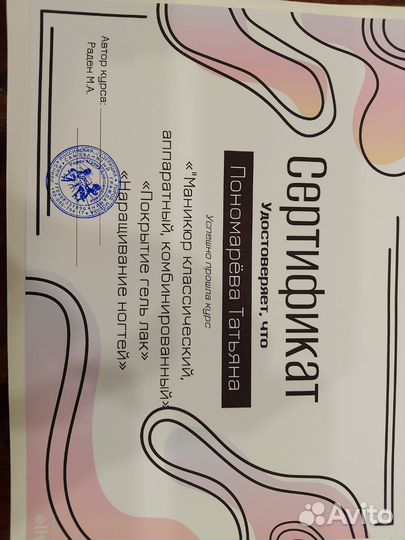 Сертификат
Удостоверяет, что
Пономарёва Татьяна
Успешно прошла курс
«"Маникюр классический,
аппаратный, комбинированный»
«Покрытие гель лак»
«Наращивание ногтей»
Автор курса:
Раден М.А.
Avito